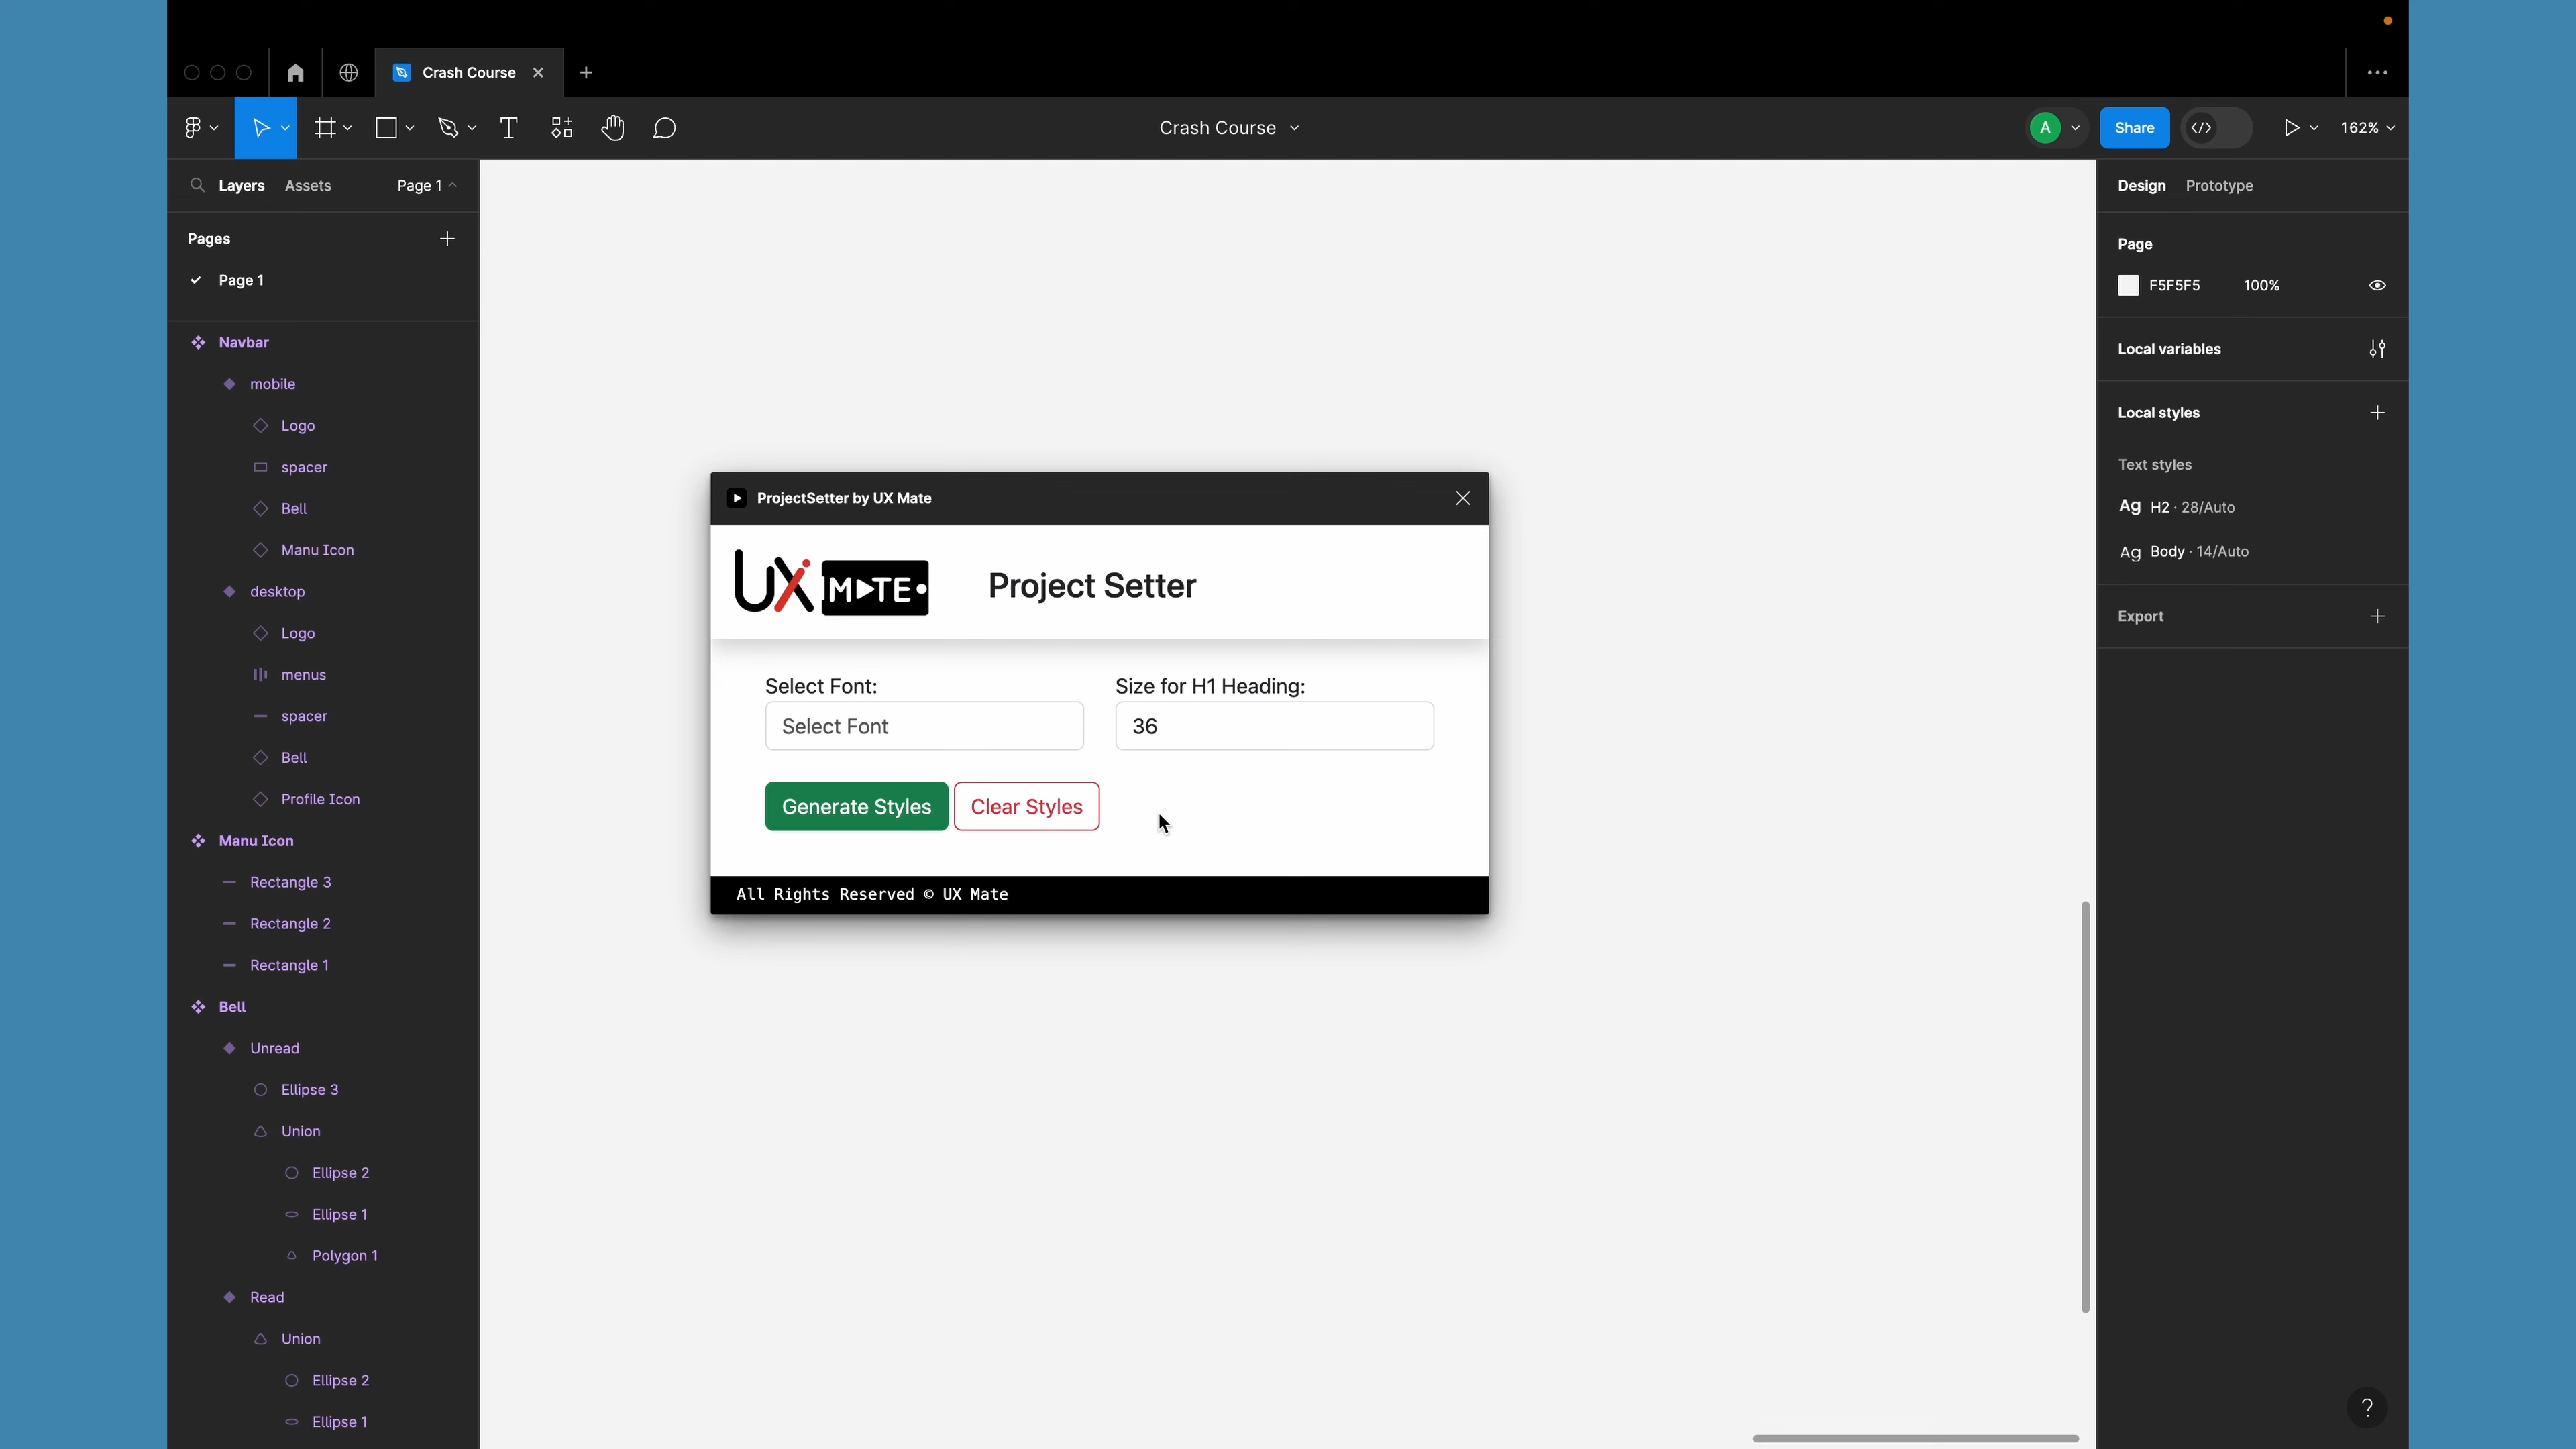 Crash Course
Crash Course
A
Share
162%
Layers
Assets
Page 1
Pages
Page 1
Navbar
mobile
Logo
spacer
Bell
Manu Icon
desktop
Logo
menus
spacer
Bell
Profile Icon
Manu Icon
Rectangle 3
Rectangle 2
Rectangle 1
Bell
Unread
Ellipse 3
Union
Ellipse 2
Ellipse 1
Polygon 1
Read
Union
Ellipse 2
Ellipse 1
ProjectSetter by UX Mate
UX MATE
Project Setter
Select Font:
Select Font
Size for H1 Heading:
36
Generate Styles
Clear Styles
All Rights Reserved © UX Mate
Design
Prototype
Page
F5F5F5
100%
Local variables
Local styles
Text styles
Ag H2 · 28/Auto
Ag Body · 14/Auto
Export
?